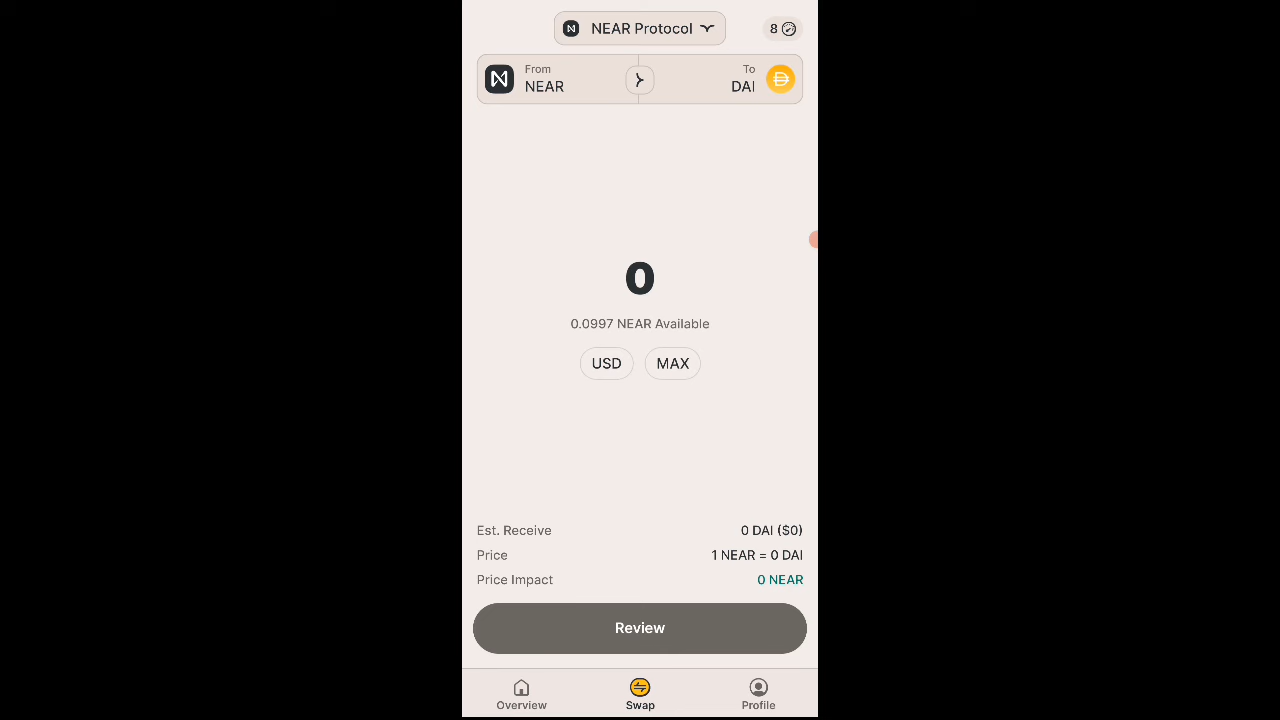 NEAR Protocol
8
From
NEAR
To
DAI
0
0.0997 NEAR Available
USD
MAX
Est. Receive
0 DAI ($0)
Price
1 NEAR = 0 DAI
Price Impact
0 NEAR
Review
Overview
Swap
Profile